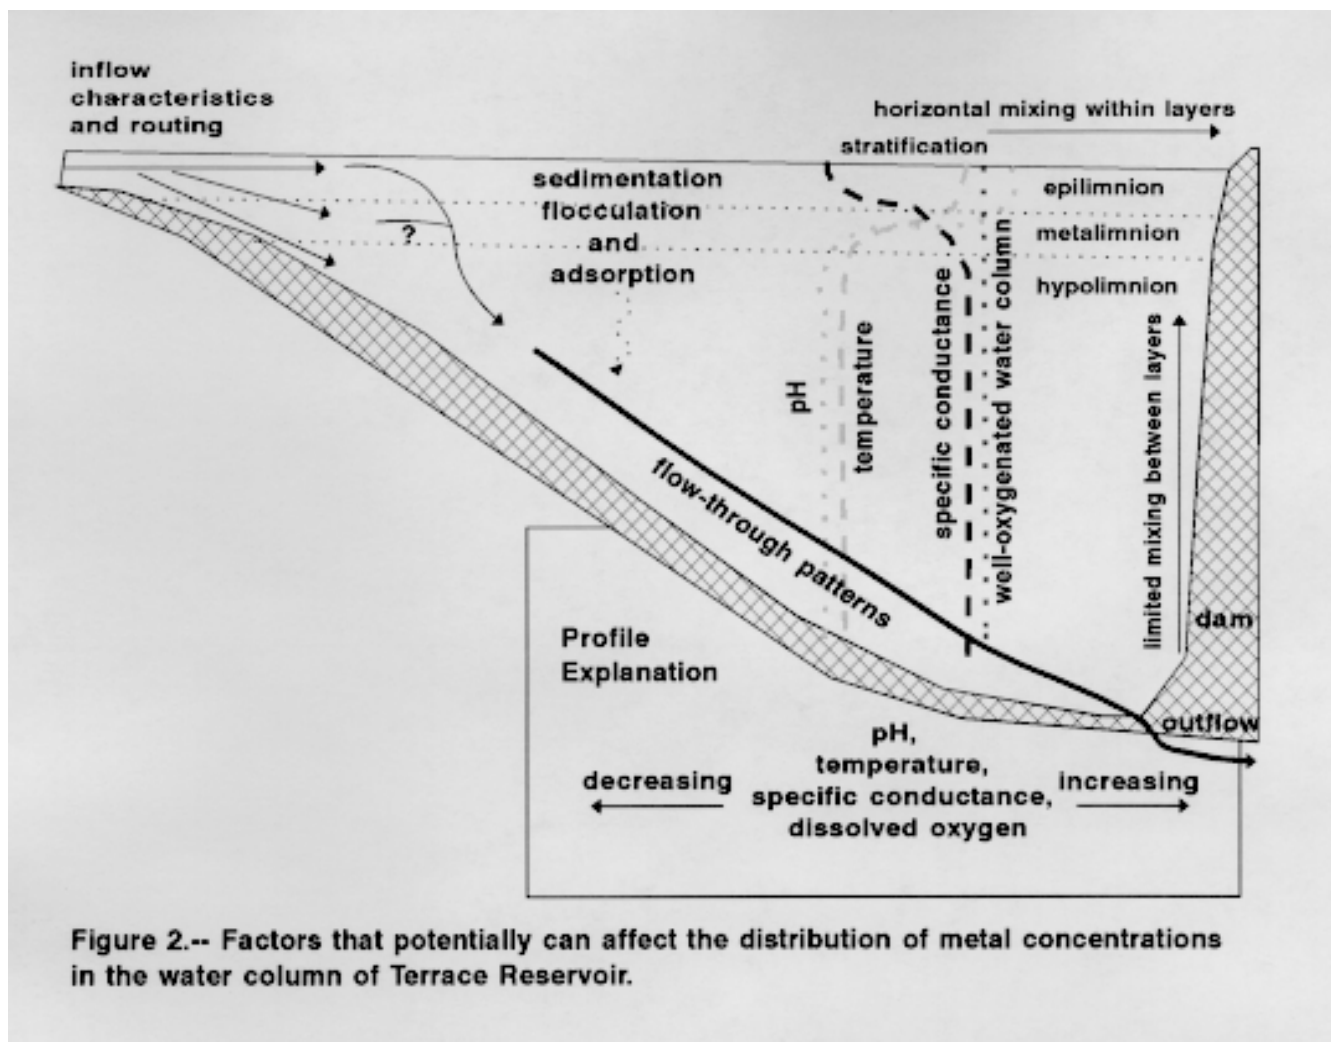 inflow
characteristics
and routing
horizontal mixing within layers
stratification
sedimentation
flocculation
and
adsorption
?
epilimnion
metalimnion
hypolimnion
pH
temperature
specific conductance
well-oxygenated water column
limited mixing between layers
flow-through patterns
dam
outflow
Profile
Explanation
pH,
temperature,
specific conductance,
dissolved oxygen
decreasing
increasing
Figure 2.-- Factors that potentially can affect the distribution of metal concentrations
in the water column of Terrace Reservoir.